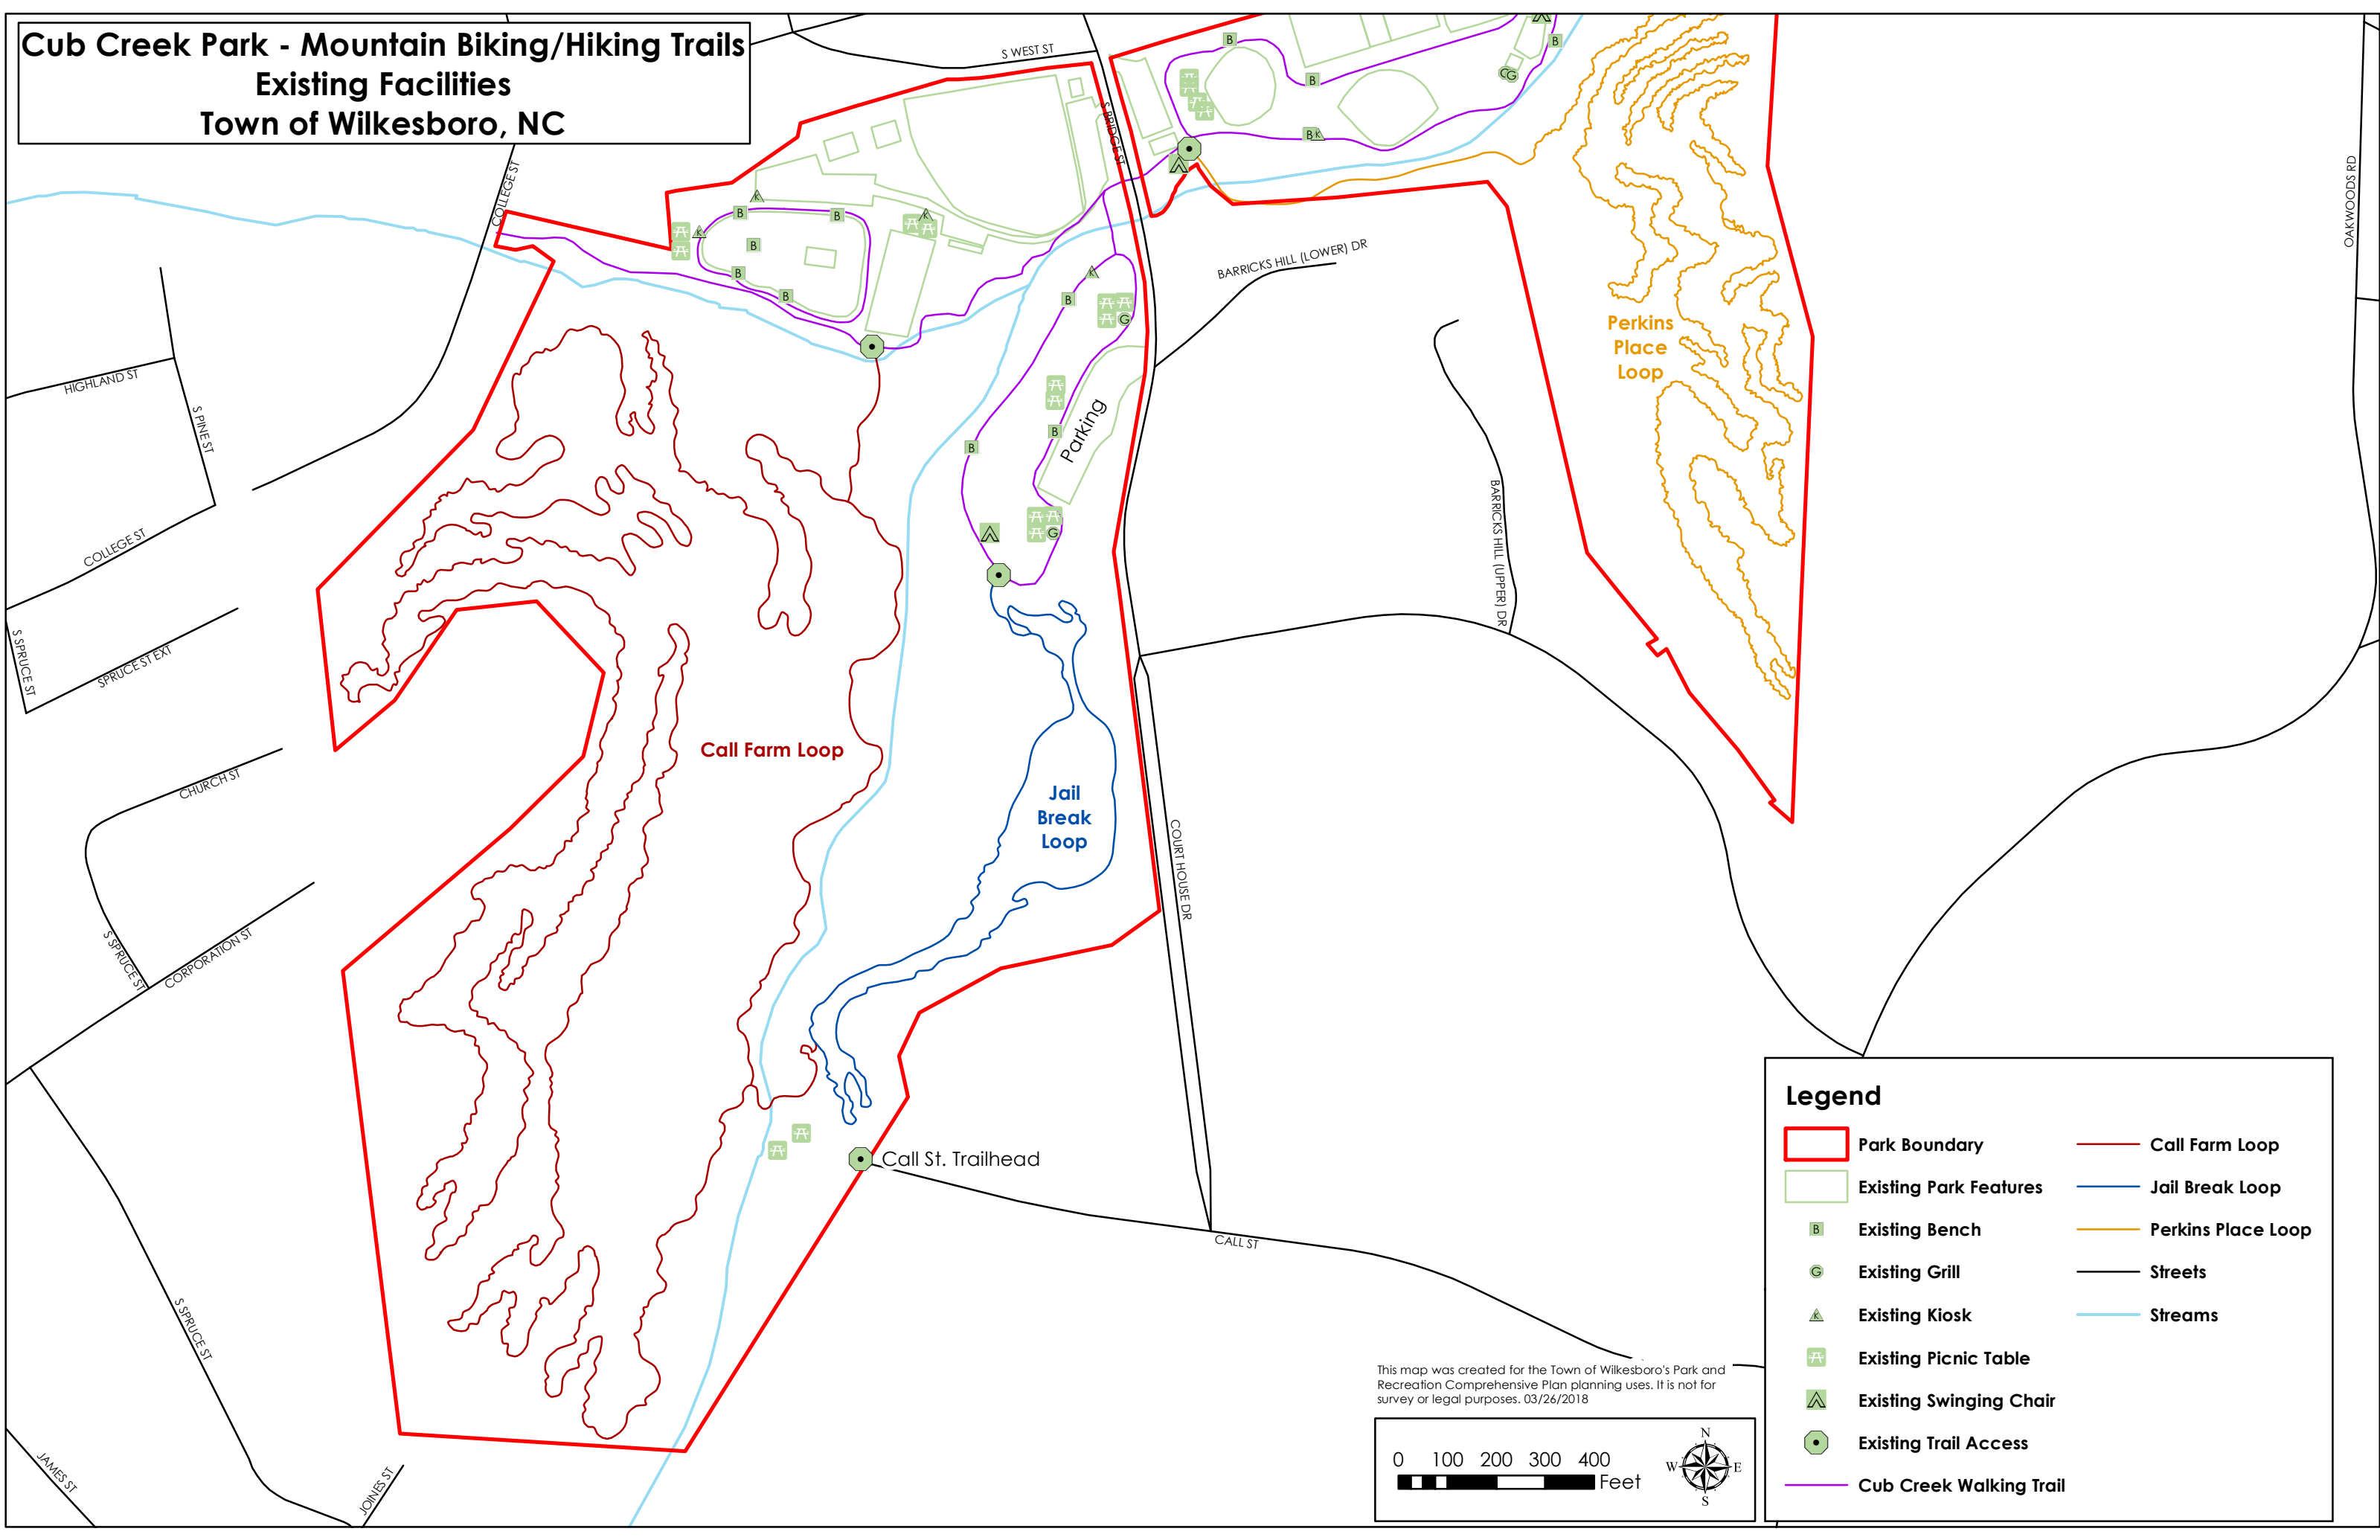 Cub Creek Park - Mountain Biking/Hiking Trails
Existing Facilities
Town of Wilkesboro, NC
S WEST ST
S BRIDGE ST
COLLEGE ST
OAKWOODS RD
B
B
B
C
G
B
K
K
B
B
K
K
B
B
B
K
B
G
BARRICKS HILL (LOWER) DR
HIGHLAND ST
S PINE ST
Perkins
Place
Loop
Parking
B
B
G
BARRICKS HILL (UPPER) DR
COLLEGE ST
S SPRUCE ST
SPRUCE ST EXT
CHURCH ST
Call Farm Loop
Jail
Break
Loop
COURT HOUSE DR
S SPRUCE ST
CORPORATION ST
Call St. Trailhead
CALL ST
S SPRUCE ST
JAMES ST
JOINES ST
This map was created for the Town of Wilkesboro's Park and
Recreation Comprehensive Plan planning uses. It is not for
survey or legal purposes. 03/26/2018
0 100 200 300 400
Feet
N
W E
S
Legend
Park Boundary
Existing Park Features
B Existing Bench
G Existing Grill
K Existing Kiosk
Existing Picnic Table
Existing Swinging Chair
Existing Trail Access
Cub Creek Walking Trail
Call Farm Loop
Jail Break Loop
Perkins Place Loop
Streets
Streams